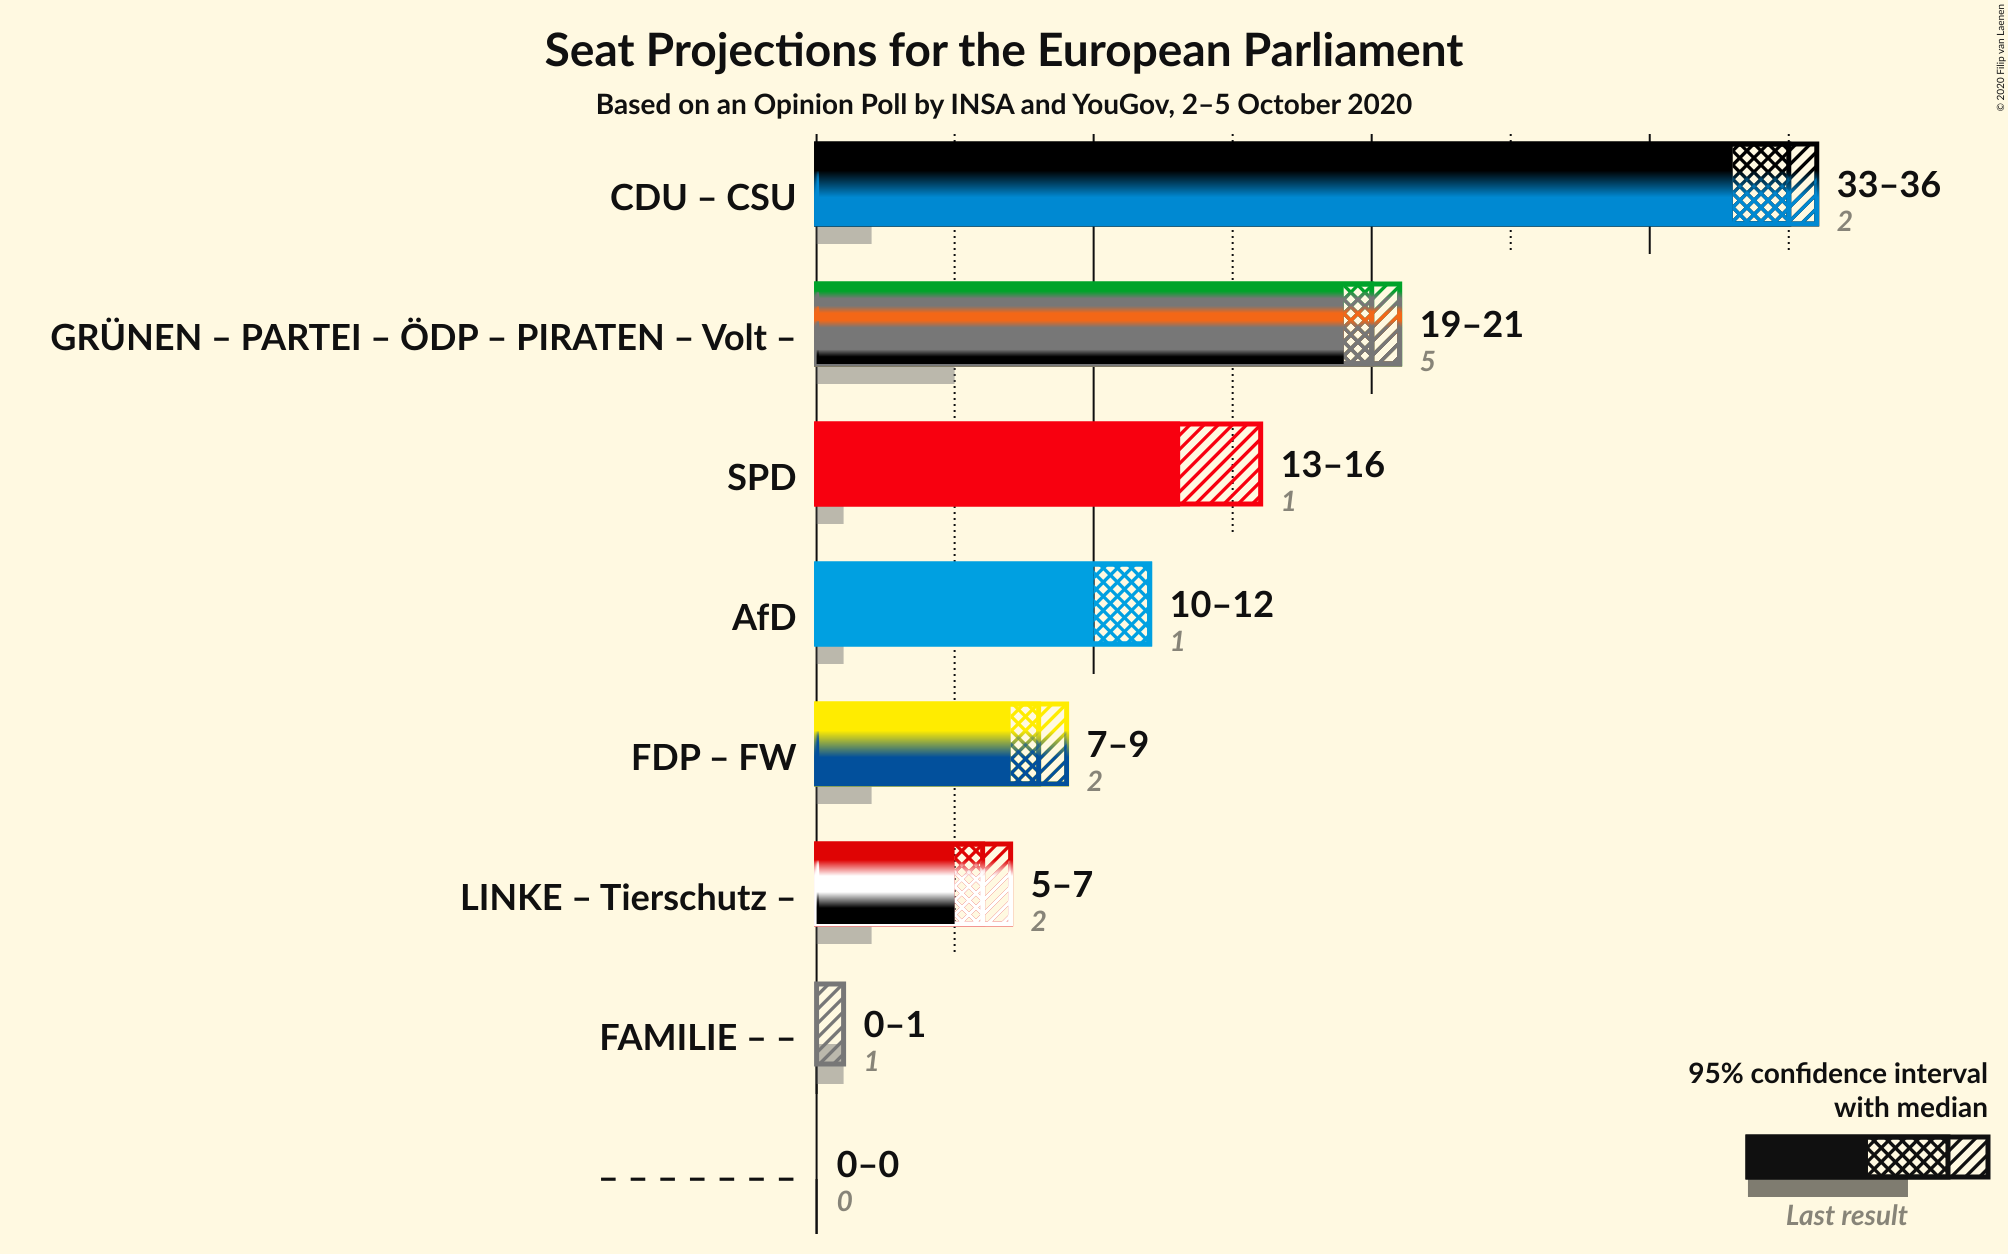 Seat Projections for the European Parliament
Based on an Opinion Poll by INSA and YouGov, 2–5 October 2020
© 2020 Filip van Laenen
CDU – CSU
33–36
2
GRÜNEN – PARTEI – ÖDP – PIRATEN – Volt –
19–21
5
SPD
13–16
1
AfD
10–12
1
FDP – FW
7–9
2
LINKE – Tierschutz –
5–7
2
FAMILIE – –
0–1
1
– – – – – – –
0–0
0
95% confidence interval
with median
Last result